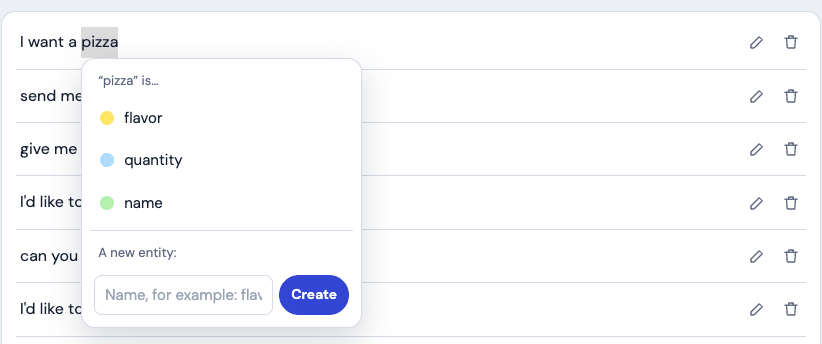 I want a pizza
"pizza" is...
send me
flavor
give me
quantity
I'd like to
name
can you
A new entity:
I'd like to
Name, for example: flav
Create